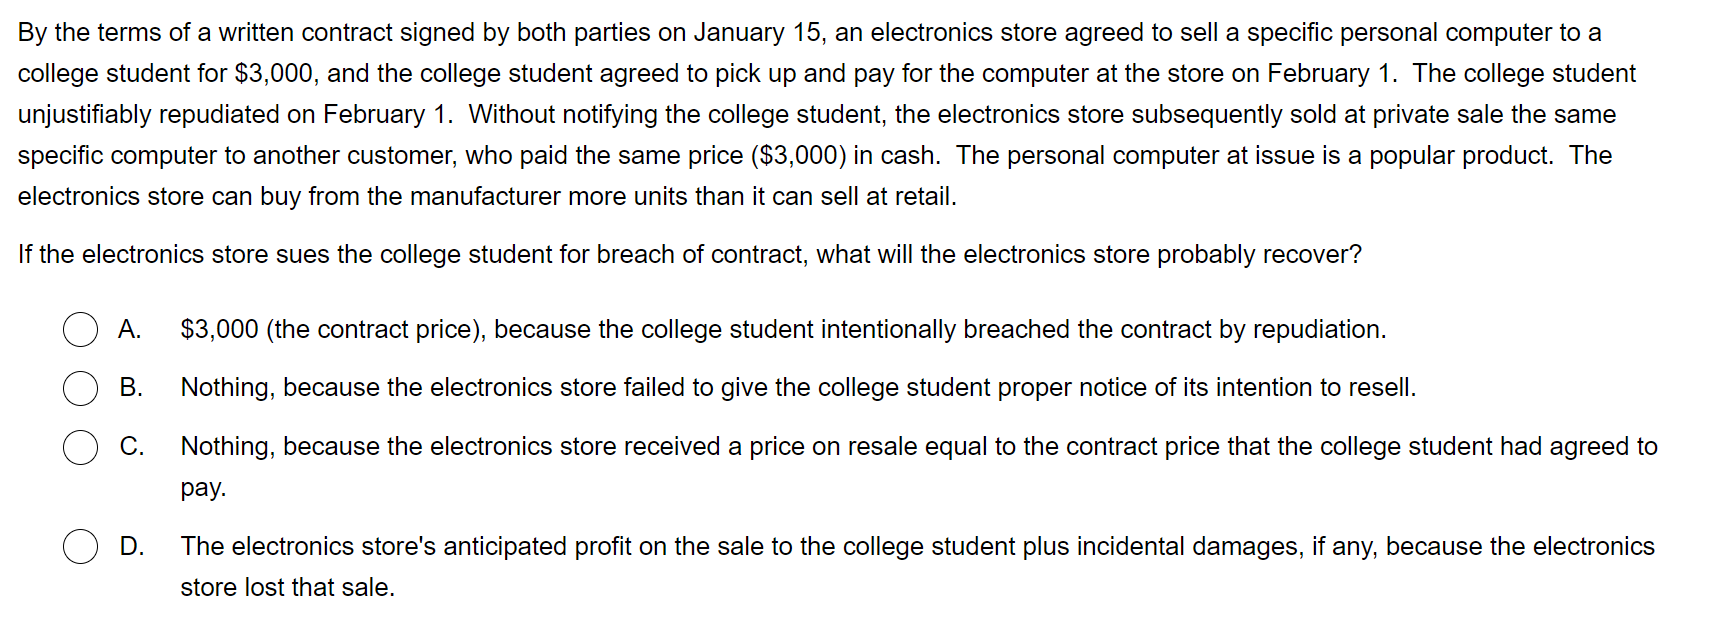 By the terms of a written contract signed by both parties on January 15, an electronics store agreed to sell a specific personal computer to a
college student for $3,000, and the college student agreed to pick up and pay for the computer at the store on February 1. The college student
unjustifiably repudiated on February 1. Without notifying the college student, the electronics store subsequently sold at private sale the same
specific computer to another customer, who paid the same price ($3,000) in cash. The personal computer at issue is a popular product. The
electronics store can buy from the manufacturer more units than it can sell at retail.
If the electronics store sues the college student for breach of contract, what will the electronics store probably recover?
A. $3,000 (the contract price), because the college student intentionally breached the contract by repudiation.
B. Nothing, because the electronics store failed to give the college student proper notice of its intention to resell.
C. Nothing, because the electronics store received a price on resale equal to the contract price that the college student had agreed to
pay.
D. The electronics store's anticipated profit on the sale to the college student plus incidental damages, if any, because the electronics
store lost that sale.